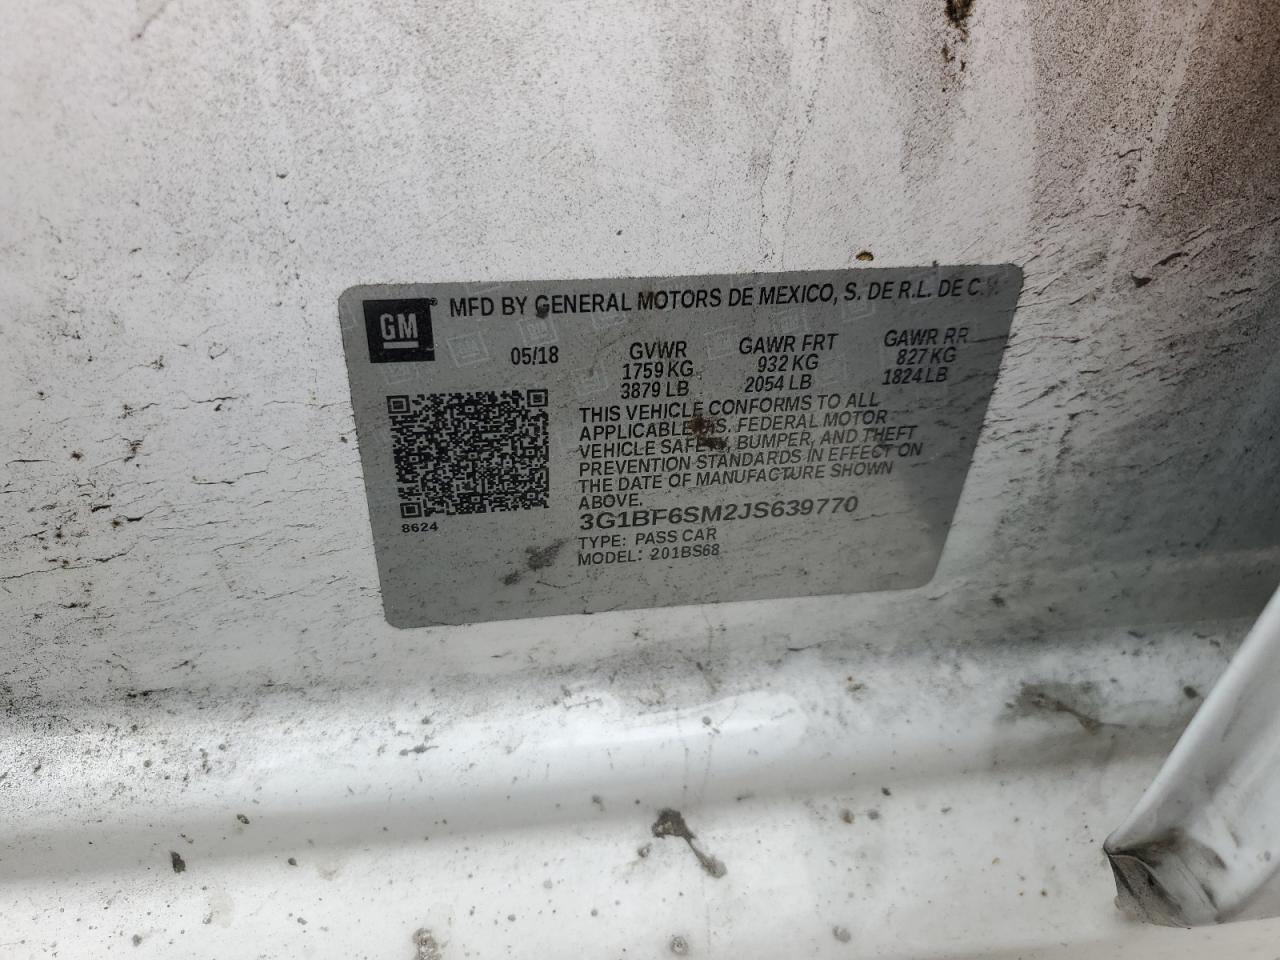 GM
MFD BY GENERAL MOTORS DE MEXICO, S. DE R.L. DE C.V.
05/18
GVWR GAWR FRT GAWR RR
1759 KG 932 KG 827 KG
3879 LB 2054 LB 1824 LB
THIS VEHICLE CONFORMS TO ALL
APPLICABLE U.S. FEDERAL MOTOR
VEHICLE SAFETY, BUMPER, AND THEFT
PREVENTION STANDARDS IN EFFECT ON
THE DATE OF MANUFACTURE SHOWN
ABOVE.
8624
3G1BF6SM2JS639770
TYPE: PASS CAR
MODEL: 201BS68